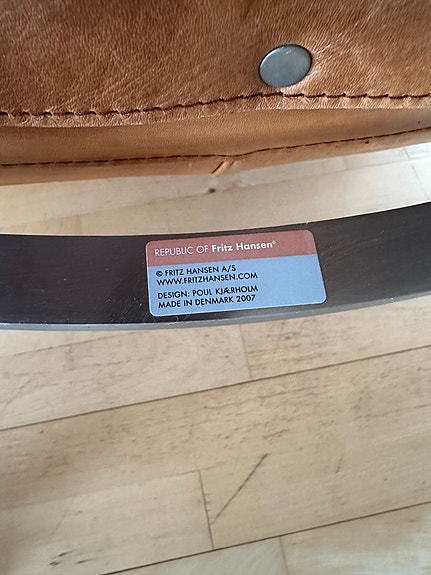 REPUBLIC OF Fritz Hansen®
© FRITZ HANSEN A/S
WWW.FRITZHANSEN.COM
DESIGN: POUL KJÆRHOLM
MADE IN DENMARK 2007